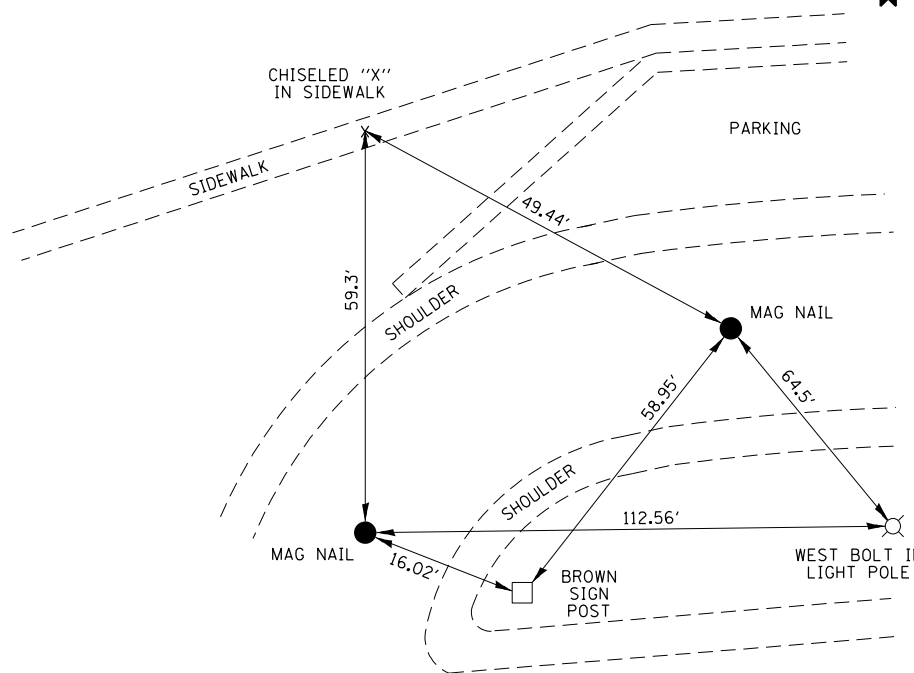 CHISELED "X"
IN SIDEWALK
PARKING
SIDEWALK
49.44'
59.3'
SHOULDER
MAG NAIL
58.95'
64.5'
SHOULDER
112.56'
MAG NAIL
16.02'
WEST BOLT
LIGHT POLE
BROWN
SIGN
POST